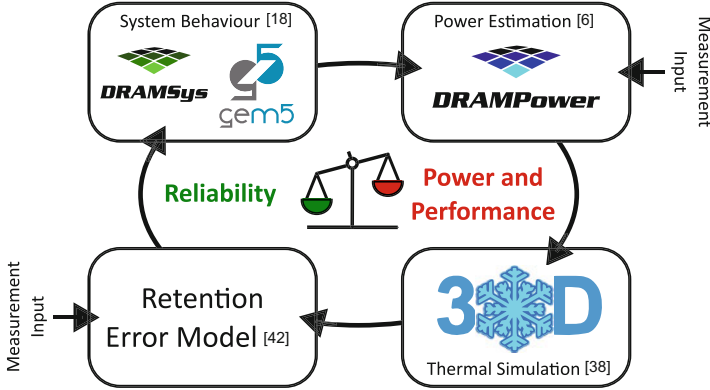 System Behaviour [18]
DRAMSys
gem5
Power Estimation [6]
DRAMPower
Measurement
Input
Reliability
Power and
Performance
Measurement
Input
Retention
Error Model [42]
3D
Thermal Simulation [38]